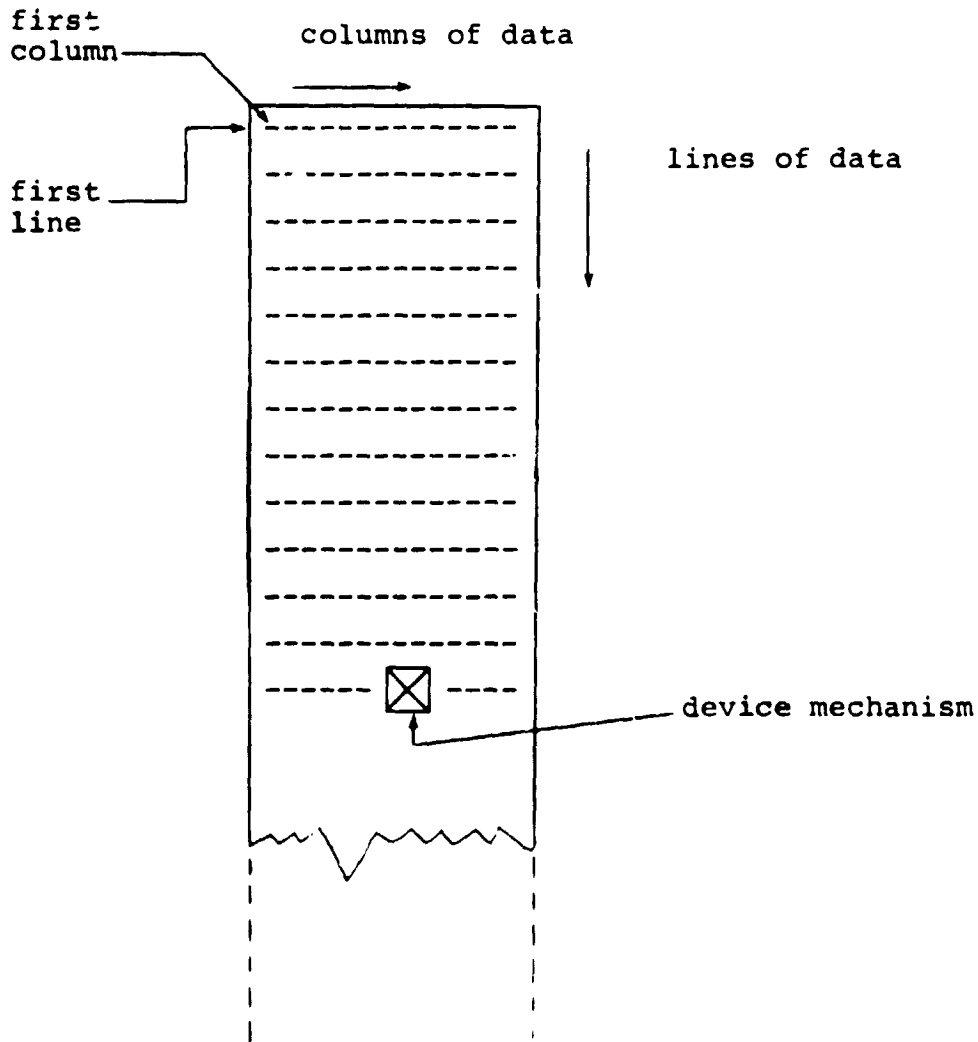 first
column
columns of data
first
line
lines of data
device mechanism